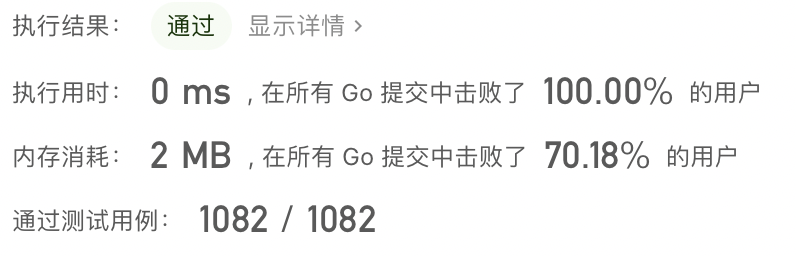 执行结果： 通过 显示详情 >
执行用时： 0 ms , 在所有 Go 提交中击败了 100.00% 的用户
内存消耗： 2 MB , 在所有 Go 提交中击败了 70.18% 的用户
通过测试用例： 1082 / 1082